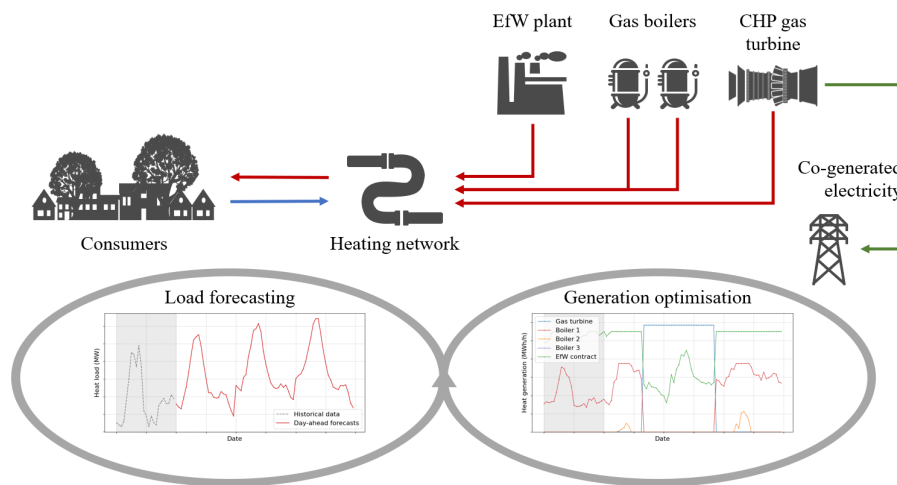 EfW plant
Gas boilers
CHP gas
turbine
Co-generated
electricity
Consumers
Heating network
Load forecasting
Heat load (MW)
Historical data
Day-ahead forecasts
Date
Generation optimisation
Heat generation (MWh/h)
Gas turbine
Boiler 1
Boiler 2
Boiler 3
EfW contract
Date